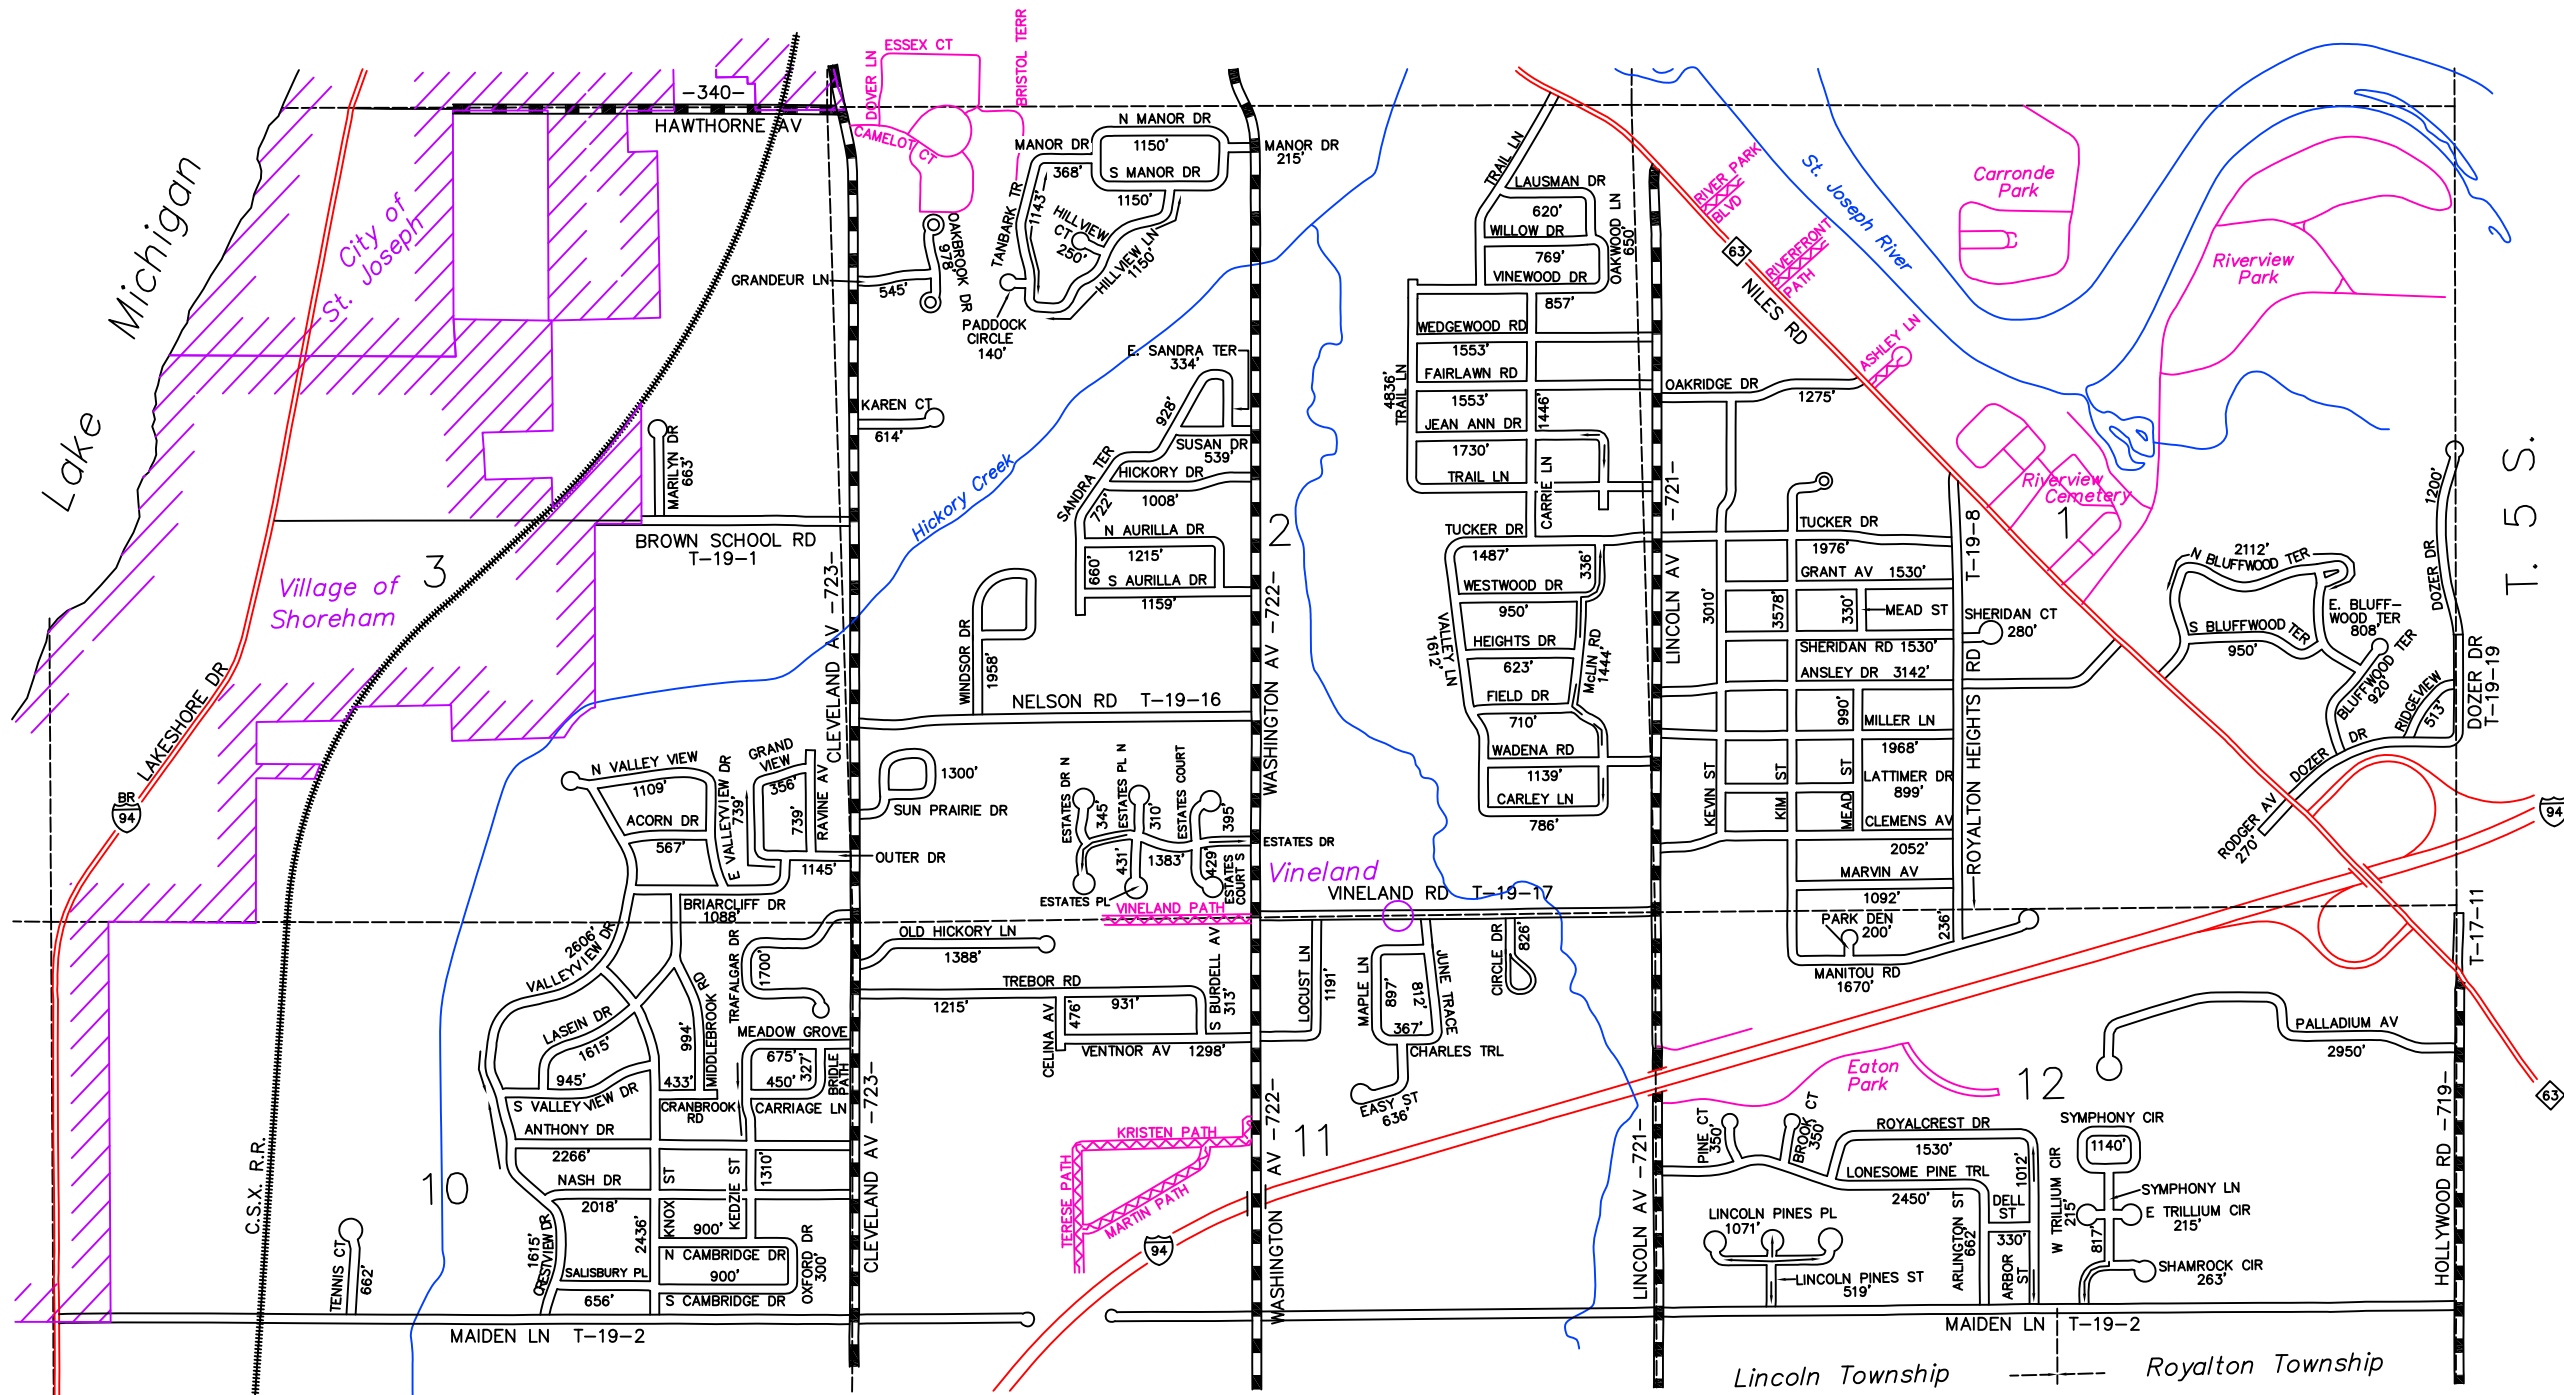 ESSEX CT
DOVER LN
BRISTOL TERR
CAMELOT CT
-340-
HAWTHORNE AV
Lake Michigan
City of
St. Joseph
N MANOR DR
1150'
MANOR DR
368'
S MANOR DR
1150'
MANOR DR
215'
TANBARK TR
1143'
HILLVIEW
CT
250'
HILLVIEW LN
1150'
OAKBROOK DR
978'
GRANDEUR LN
545'
PADDOCK
CIRCLE
140'
TRAIL LN
LAUSMAN DR
620'
WILLOW DR
769'
VINEWOOD DR
857'
OAKWOOD LN
650'
WEDGEWOOD RD
1553'
FAIRLAWN RD
1553'
4836'
TRAIL LN
JEAN ANN DR
1730'
1446'
TRAIL LN
CARRIE LN
RIVER PARK
BLVD
RIVERFRONT
PATH
63
NILES RD
ASHLEY LN
St. Joseph River
Carronde
Park
Riverview
Park
Riverview
Cemetery
OAKRIDGE DR
1275'
E. SANDRA TER
334'
928'
SUSAN DR
539'
SANDRA TER
722'
HICKORY DR
1008'
N AURILLA DR
1215'
660'
S AURILLA DR
1159'
KAREN CT
614'
MARILYN DR
663'
Hickory Creek
BROWN SCHOOL RD
T-19-1
Village of
Shoreham
3
2
1
T. 5 S.
CLEVELAND AV -723-
WASHINGTON AV -722-
LINCOLN AV
-721-
TUCKER DR
1487'
336'
WESTWOOD DR
950'
HEIGHTS DR
623'
VALLEY LN
1612'
McLIN RD
1444'
FIELD DR
710'
WADENA RD
1139'
CARLEY LN
786'
TUCKER DR
1976'
GRANT AV 1530'
T-19-8
3010'
3578'
330'
MEAD ST
SHERIDAN CT
280'
SHERIDAN RD 1530'
ANSLEY DR 3142'
990'
MILLER LN
1968'
LATTIMER DR
899'
KEVIN ST
KIM ST
MEAD ST
CLEMENS AV
2052'
MARVIN AV
1092'
ROYALTON HEIGHTS RD
PARK DEN
200'
236'
MANITOU RD
1670'
N BLUFFWOOD TER
2112'
E. BLUFF-
WOOD TER
808'
S BLUFFWOOD TER
950'
BLUFFWOOD TER
920'
RIDGEVIEW
513'
DOZER DR
1200'
DOZER DR
T-19-19
DOZER DR
RODGER AV
270'
94
T-17-11
WINDSOR DR
1958'
NELSON RD T-19-16
LAKESHORE DR
BR
94
N VALLEY VIEW
1109'
ACORN DR
567'
E VALLEYVIEW DR
739'
GRAND
VIEW
356'
739'
RAVINE AV
1145'
OUTER DR
1300'
SUN PRAIRIE DR
ESTATES DR N
345'
ESTATES PL N
310'
ESTATES COURT
395'
431'
1383'
429'
ESTATES
COURT S
ESTATES DR
ESTATES PL
Vineland
VINELAND RD T-19-17
VINELAND PATH
BRIARCLIFF DR
1088'
VALLEYVIEW DR
2606'
OLD HICKORY LN
1388'
TRAFALGAR DR
1700'
TREBOR RD
1215'
931'
CELINA AV
476'
S BURDELL AV
313'
VENTNOR AV 1298'
LOCUST LN
1191'
MAPLE LN
897'
812'
JUNE TRACE
367'
CIRCLE DR
826'
CHARLES TRL
EASY ST
636'
LASEIN DR
1615'
994'
MIDDLEBROOK RD
MEADOW GROVE
675'
327'
BRIDLE
PATH
450'
CARRIAGE LN
945'
433'
S VALLEY VIEW DR
CRANBROOK
RD
ANTHONY DR
2266'
NASH DR
2018'
KNOX ST
KEDZIE ST
1310'
2436'
900'
N CAMBRIDGE DR
900'
S CAMBRIDGE DR
OXFORD DR
300'
SALISBURY PL
656'
CRESTVIEW DR
1615'
TENNIS CT
662'
C.S.X. R.R.
10
11
12
CLEVELAND AV -723-
WASHINGTON AV -722-
LINCOLN AV -721-
HOLLYWOOD RD -719-
KRISTEN PATH
TERESE PATH
MARTIN PATH
94
Eaton
Park
PALLADIUM AV
2950'
63
PINE CT
350'
BROOK CT
350'
ROYALCREST DR
1530'
LONESOME PINE TRL
2450'
1012'
DELL
ST
ARLINGTON ST
662'
330'
ARBOR
ST
LINCOLN PINES PL
1071'
LINCOLN PINES ST
519'
SYMPHONY CIR
1140'
W TRILLIUM CIR
215'
SYMPHONY LN
E TRILLIUM CIR
215'
817'
SHAMROCK CIR
263'
MAIDEN LN T-19-2
MAIDEN LN T-19-2
Lincoln Township
Royalton Township